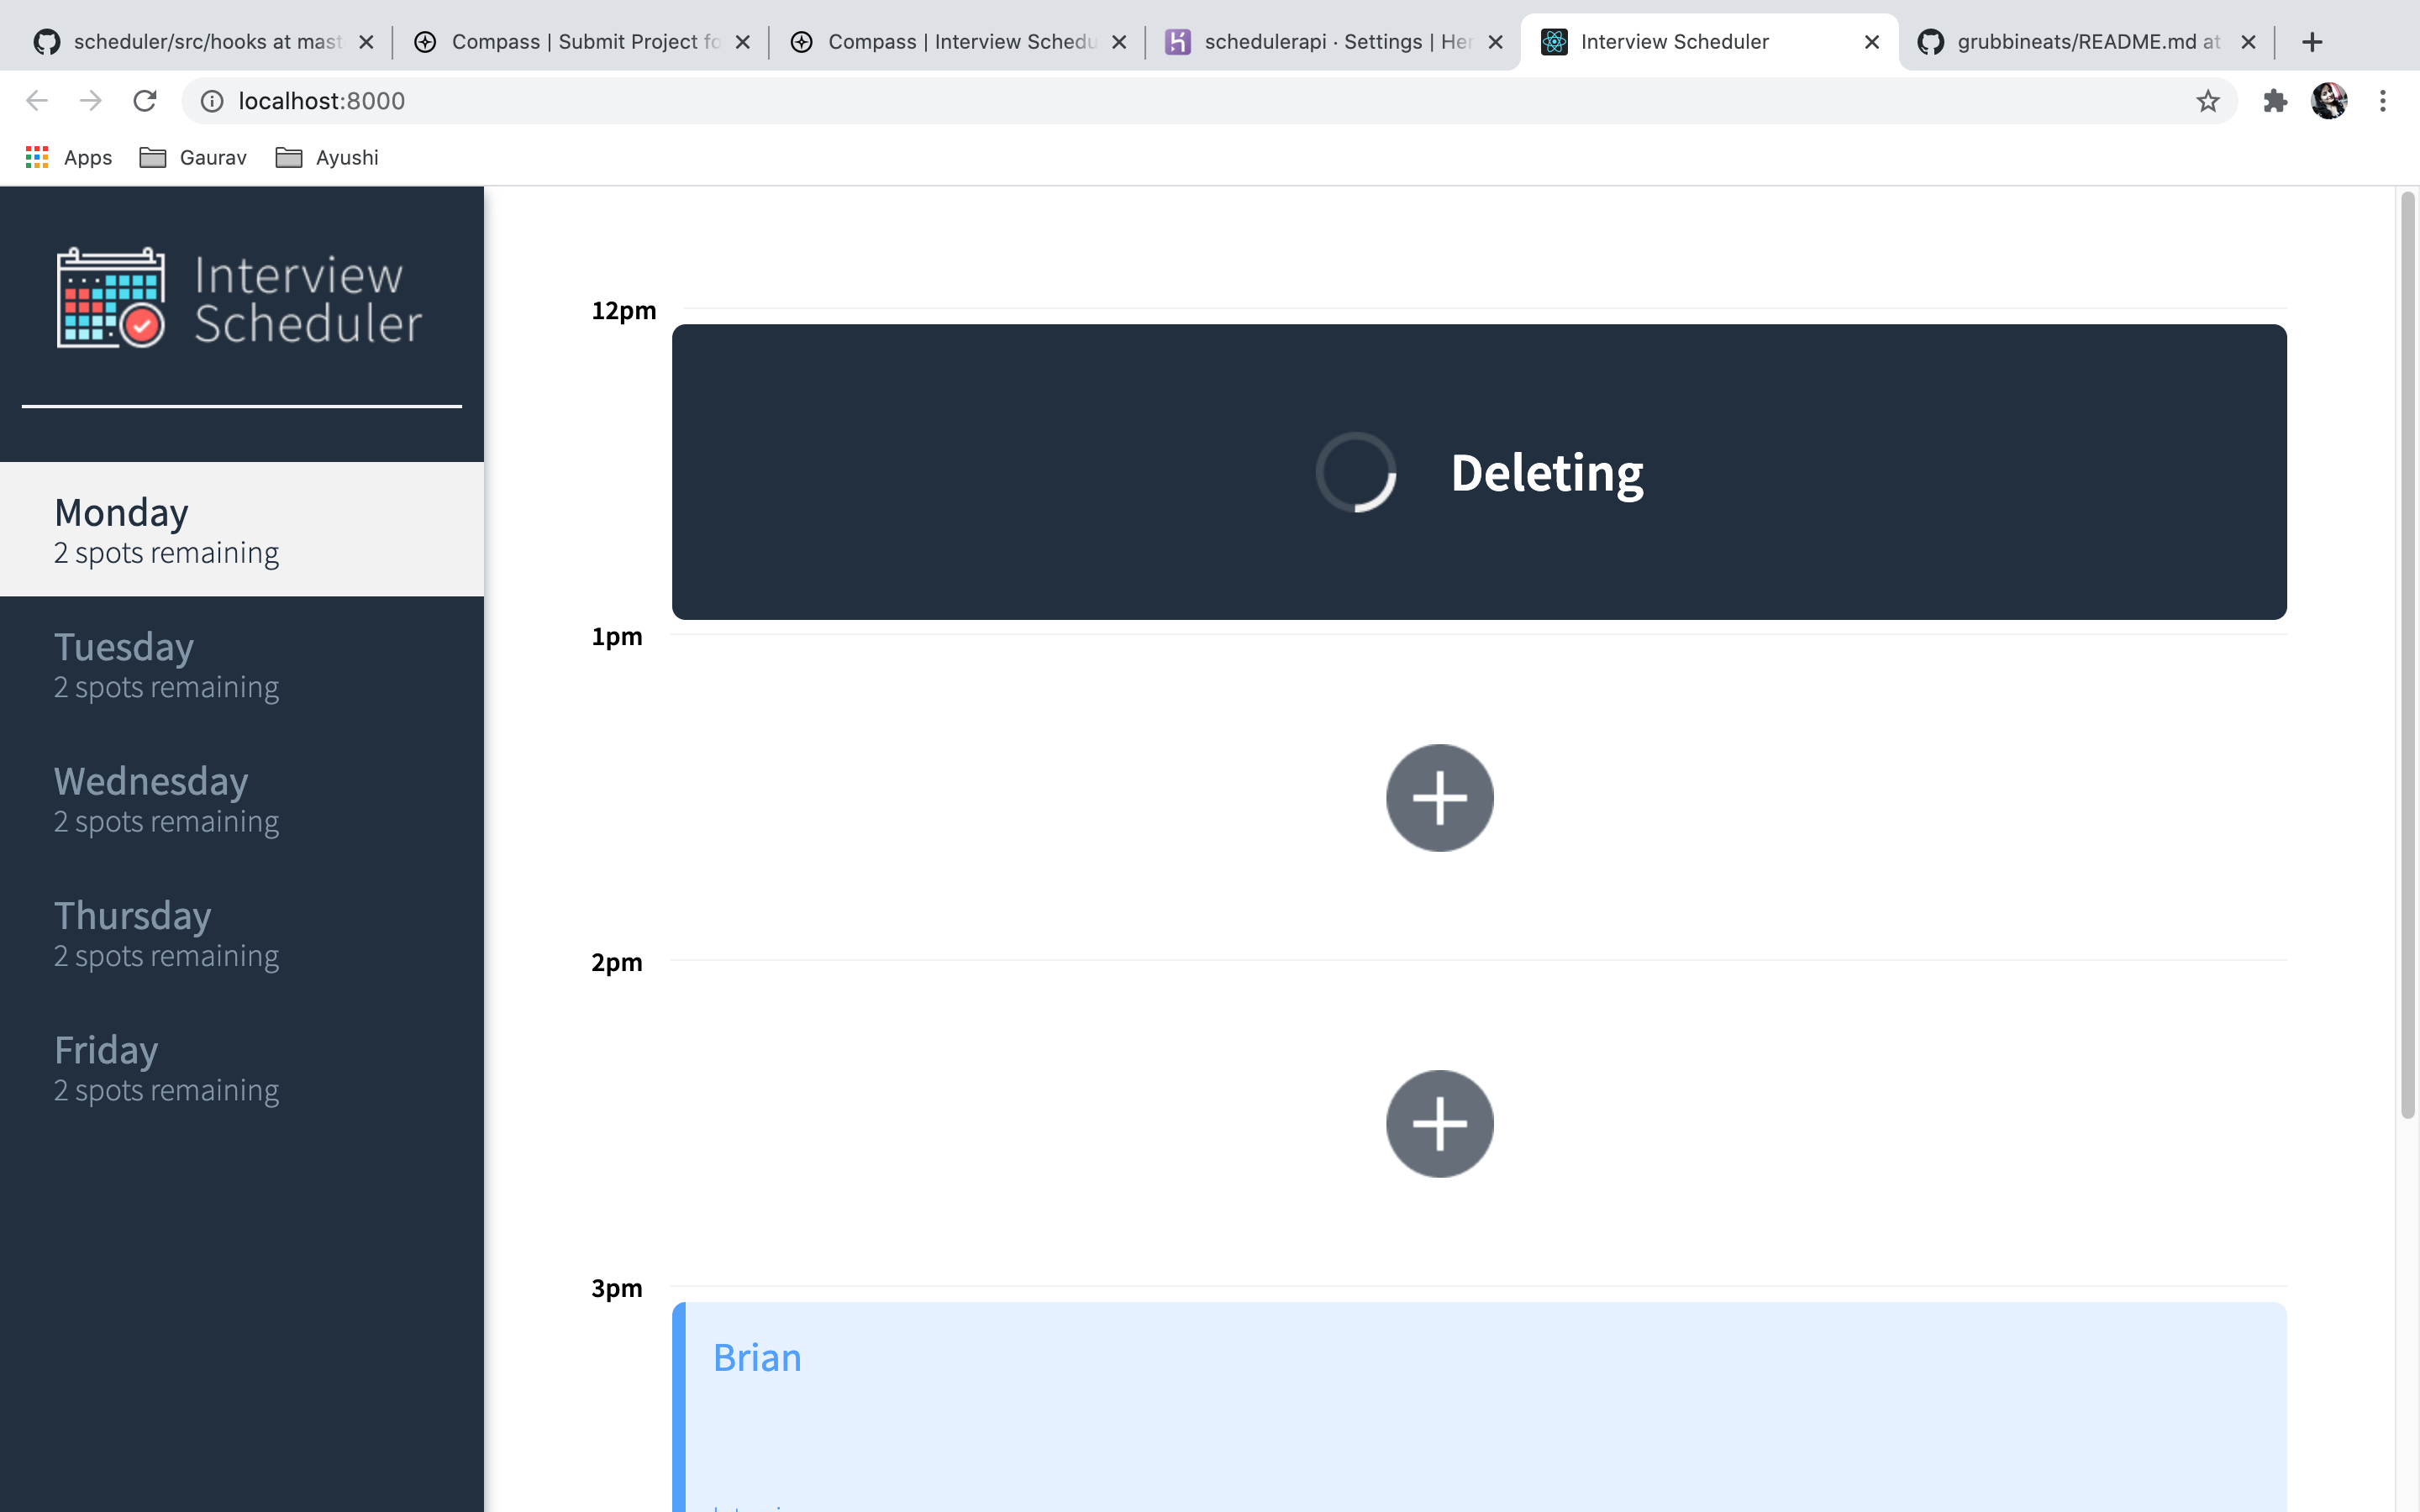 scheduler/src/hooks at mast
Compass | Submit Project fo
Compass | Interview Schedu
schedulerapi · Settings | Her
Interview Scheduler
grubbineats/README.md at
localhost:8000
Apps
Gaurav
Ayushi
Interview
Scheduler
Monday
2 spots remaining
Tuesday
2 spots remaining
Wednesday
2 spots remaining
Thursday
2 spots remaining
Friday
2 spots remaining
12pm
Deleting
1pm
2pm
3pm
Brian